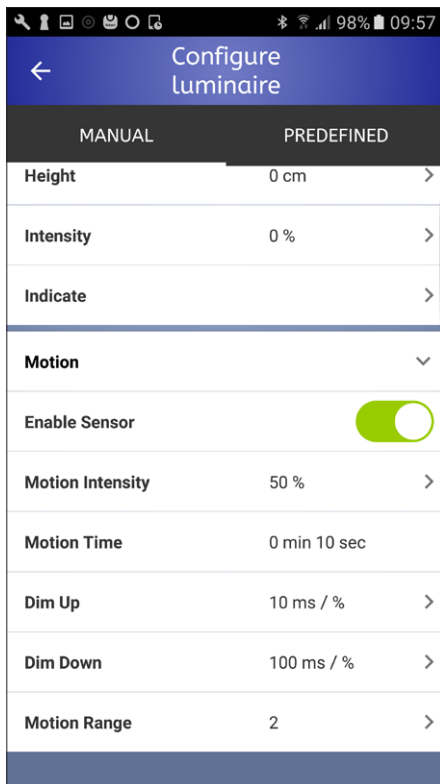 98% 09:57
Configure
luminaire
MANUAL PREDEFINED
Height 0 cm
Intensity 0 %
Indicate
Motion
Enable Sensor
Motion Intensity 50 %
Motion Time 0 min 10 sec
Dim Up 10 ms / %
Dim Down 100 ms / %
Motion Range 2